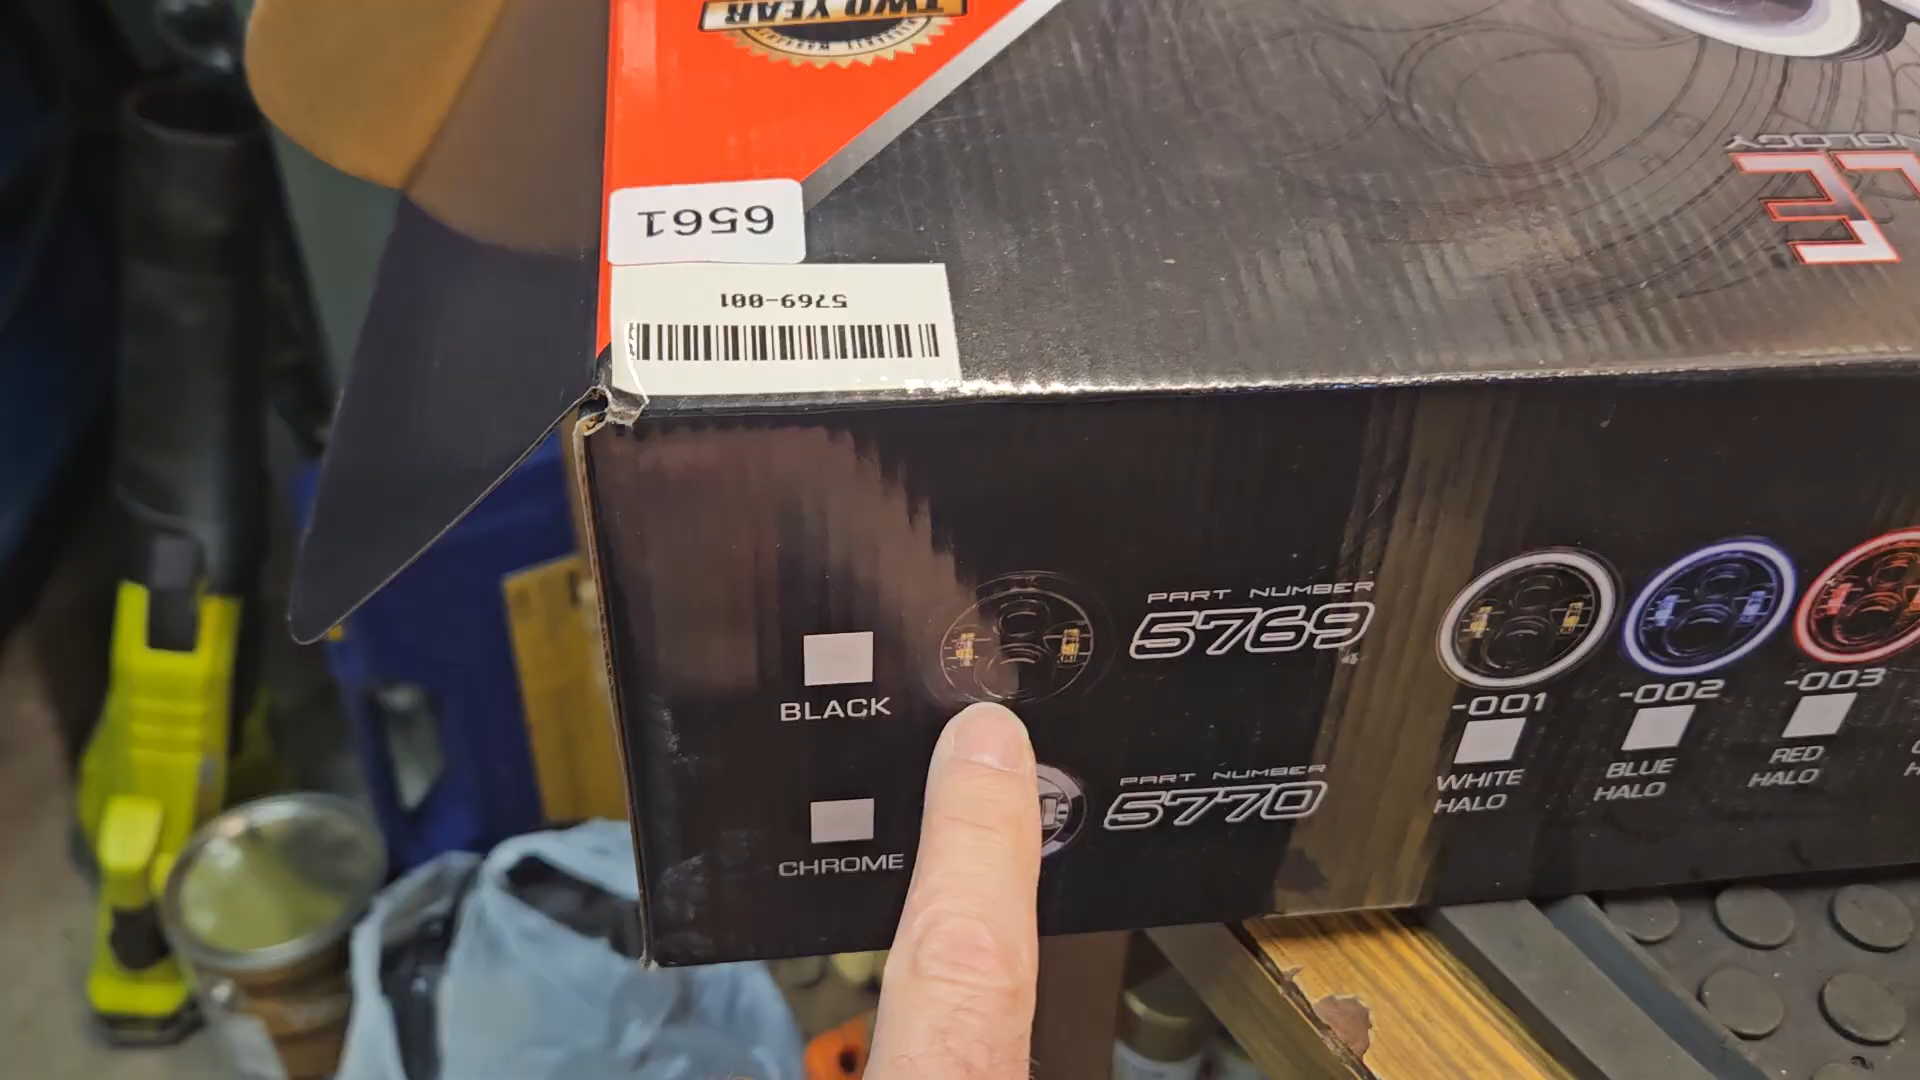 TWO YEAR
6561
5769-001
PART NUMBER
5769
BLACK
PART NUMBER
5770
CHROME
-001
WHITE
HALO
-002
BLUE
HALO
-003
RED
HALO